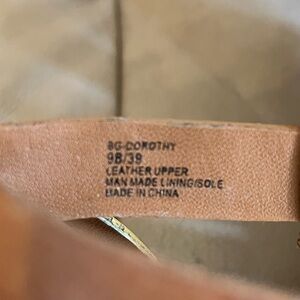 BG-DOROTHY
9B/39
LEATHER UPPER
MAN MADE LINING/SOLE
MADE IN CHINA